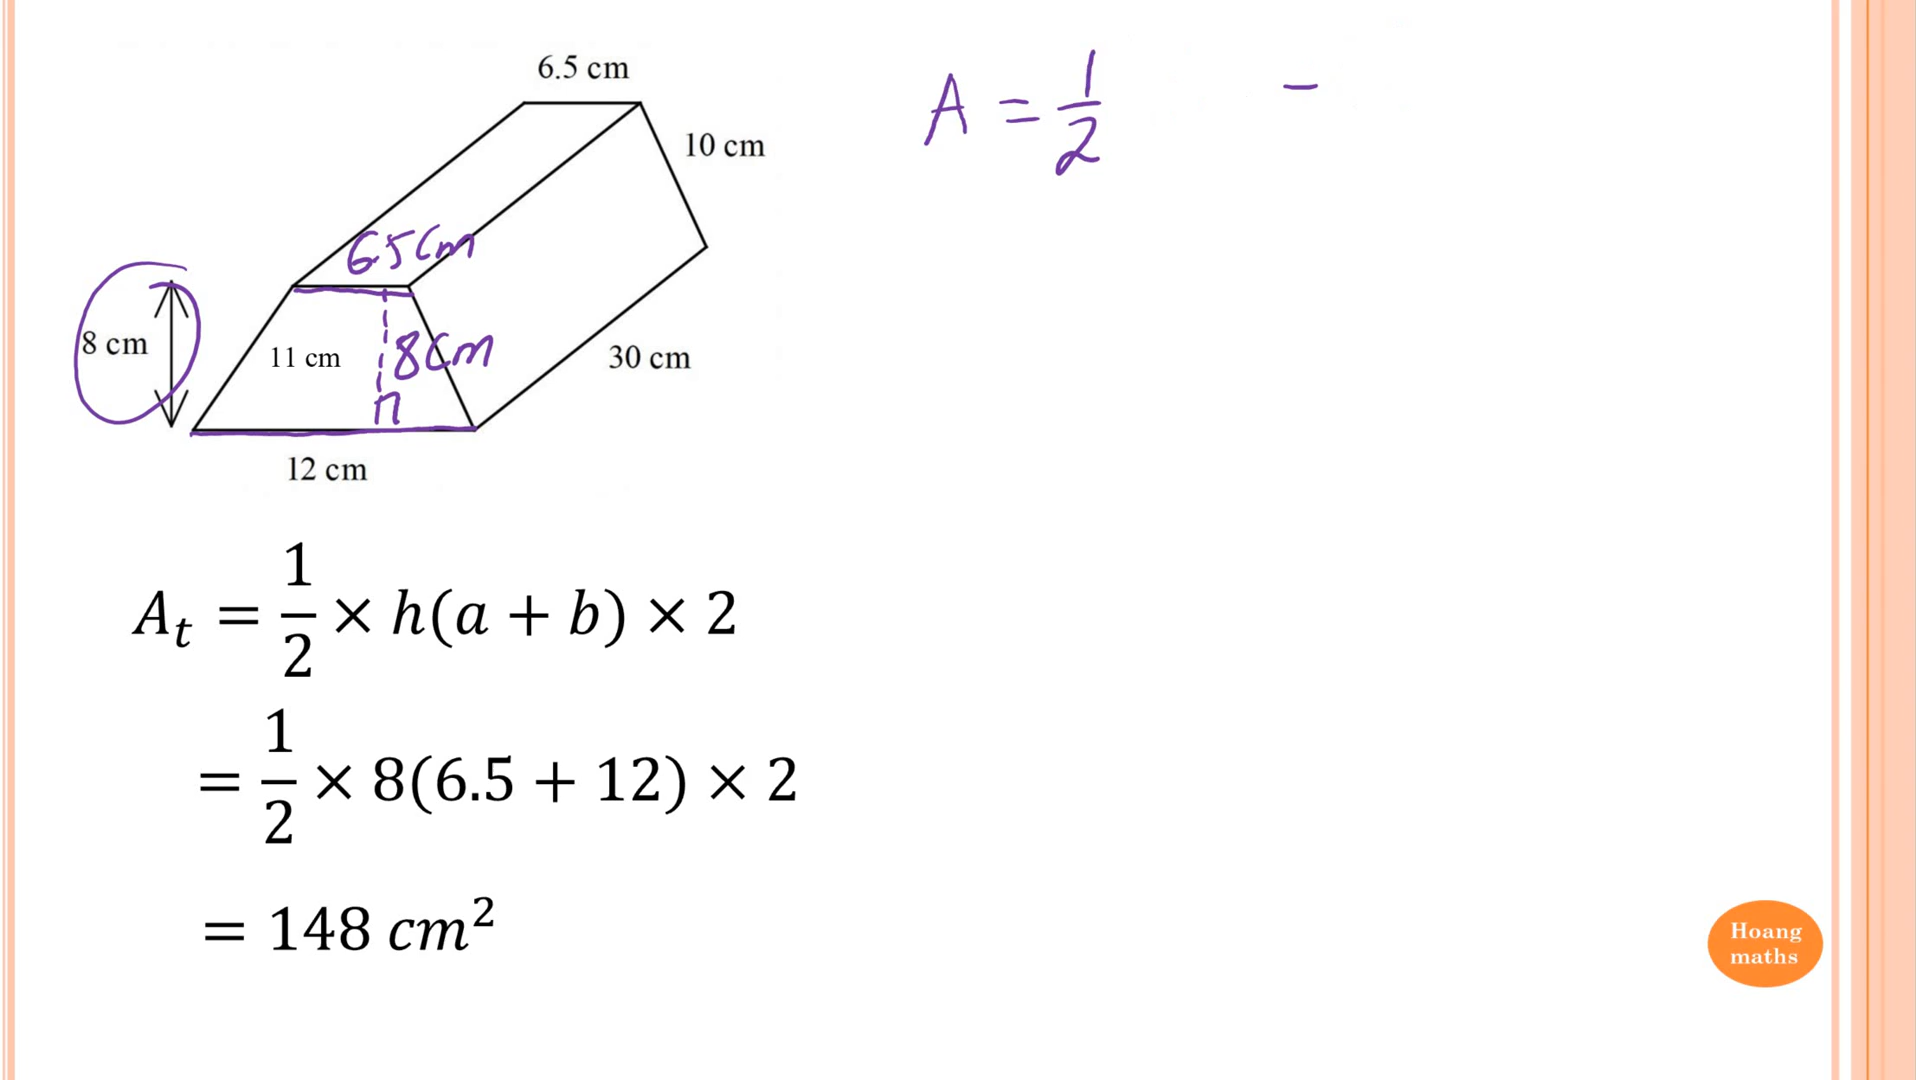 6.5 cm
A = 1/2 -
10 cm
6.5cm
8 cm
11 cm
8cm
30 cm
12 cm
A_t = 1/2 × h(a + b) × 2
= 1/2 × 8(6.5 + 12) × 2
= 148 cm²
Hoang
maths